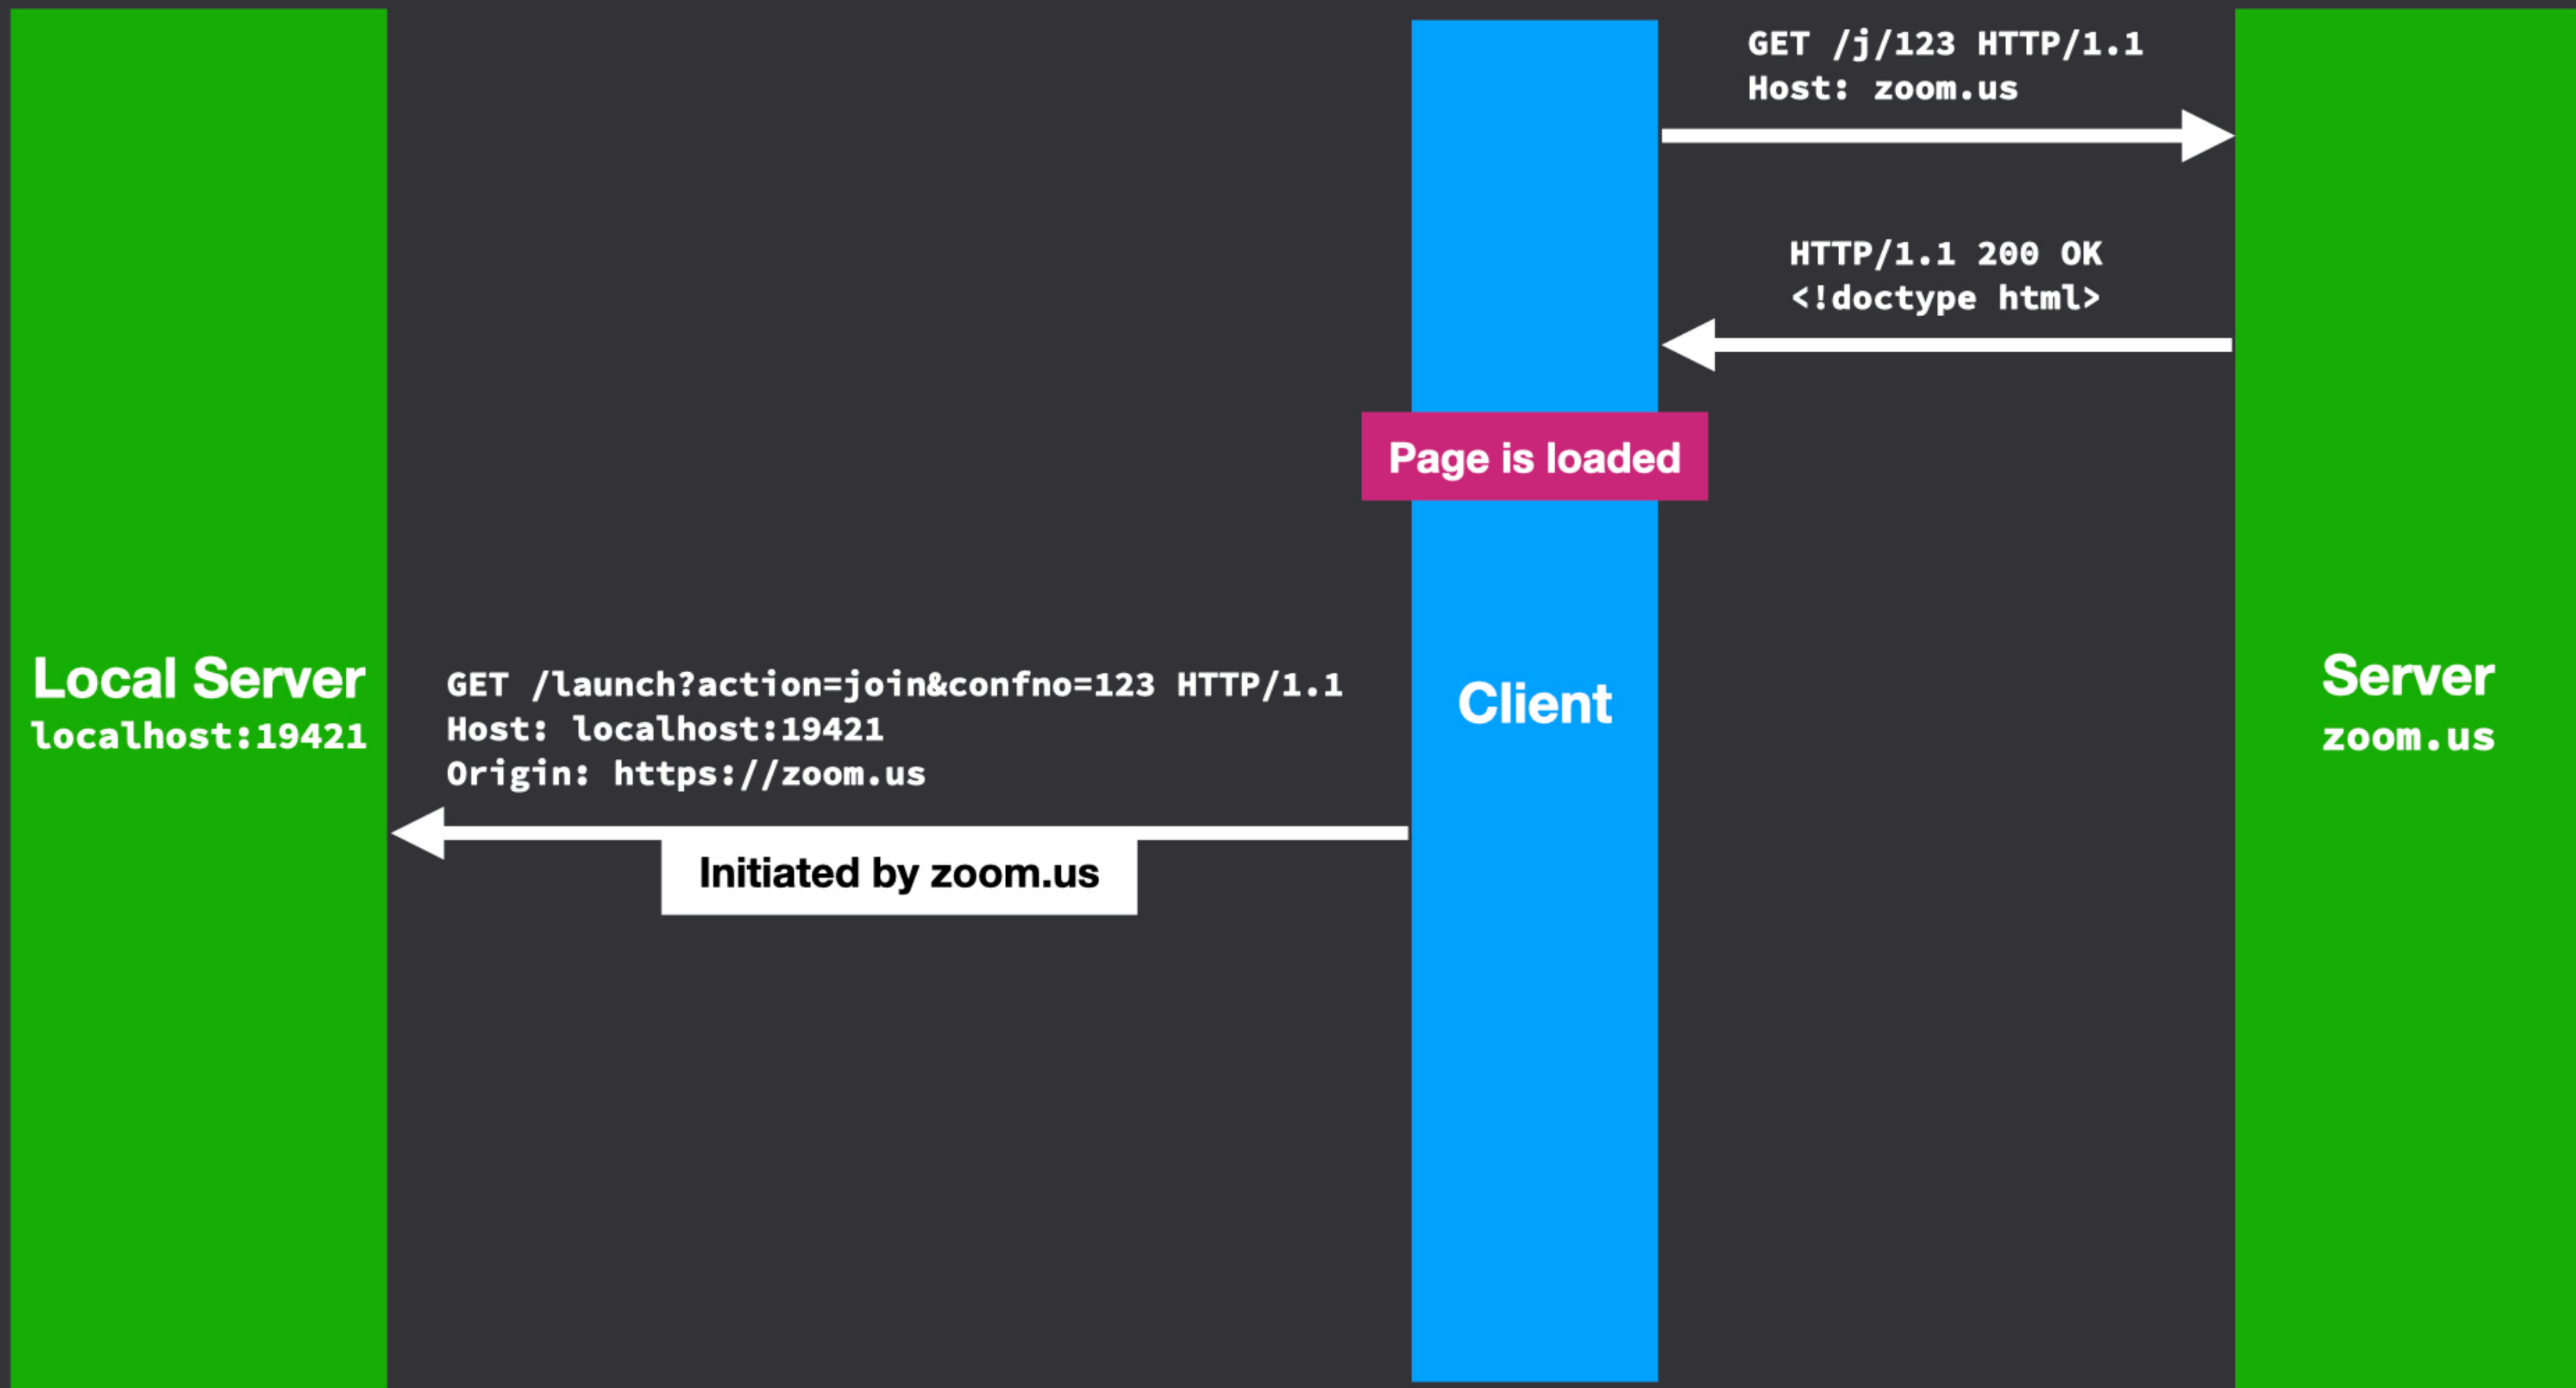 GET /j/123 HTTP/1.1
Host: zoom.us
HTTP/1.1 200 OK
<!doctype html>
Page is loaded
Local Server
localhost:19421
GET /launch?action=join&confno=123 HTTP/1.1
Host: localhost:19421
Origin: https://zoom.us
Initiated by zoom.us
Client
Server
zoom.us